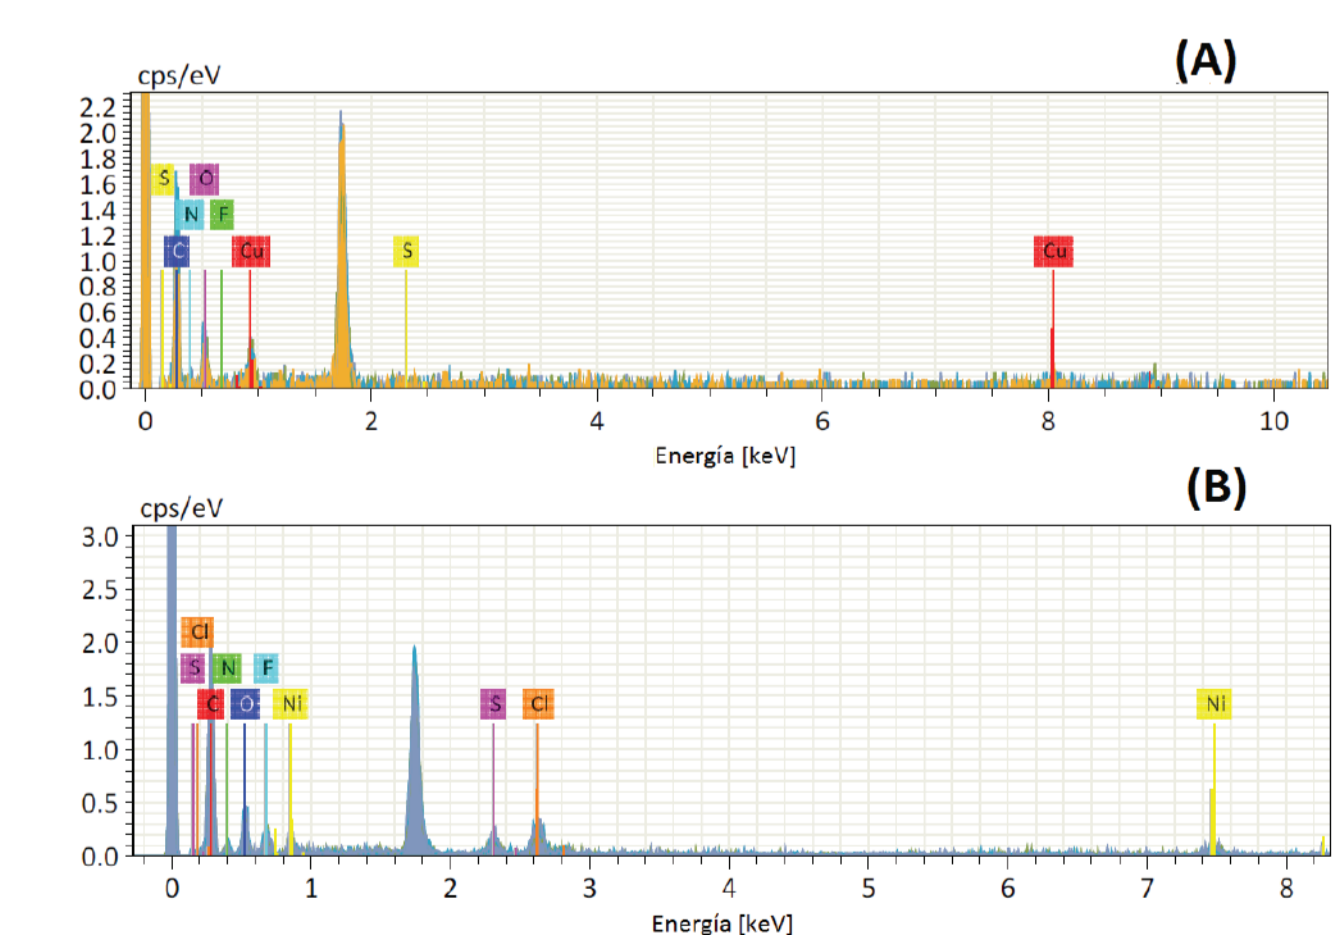 (A)
cps/eV
2.2
2.0
1.8
1.6
1.4
1.2
1.0
0.8
0.6
0.4
0.2
0.0
S O
N F
C Cu S Cu
0 2 4 6 8 10
Energía [keV]
(B)
cps/eV
3.0
2.5
2.0
1.5
1.0
0.5
0.0
Cl
S N F
C O Ni S Cl Ni
0 1 2 3 4 5 6 7 8
Energía [keV]